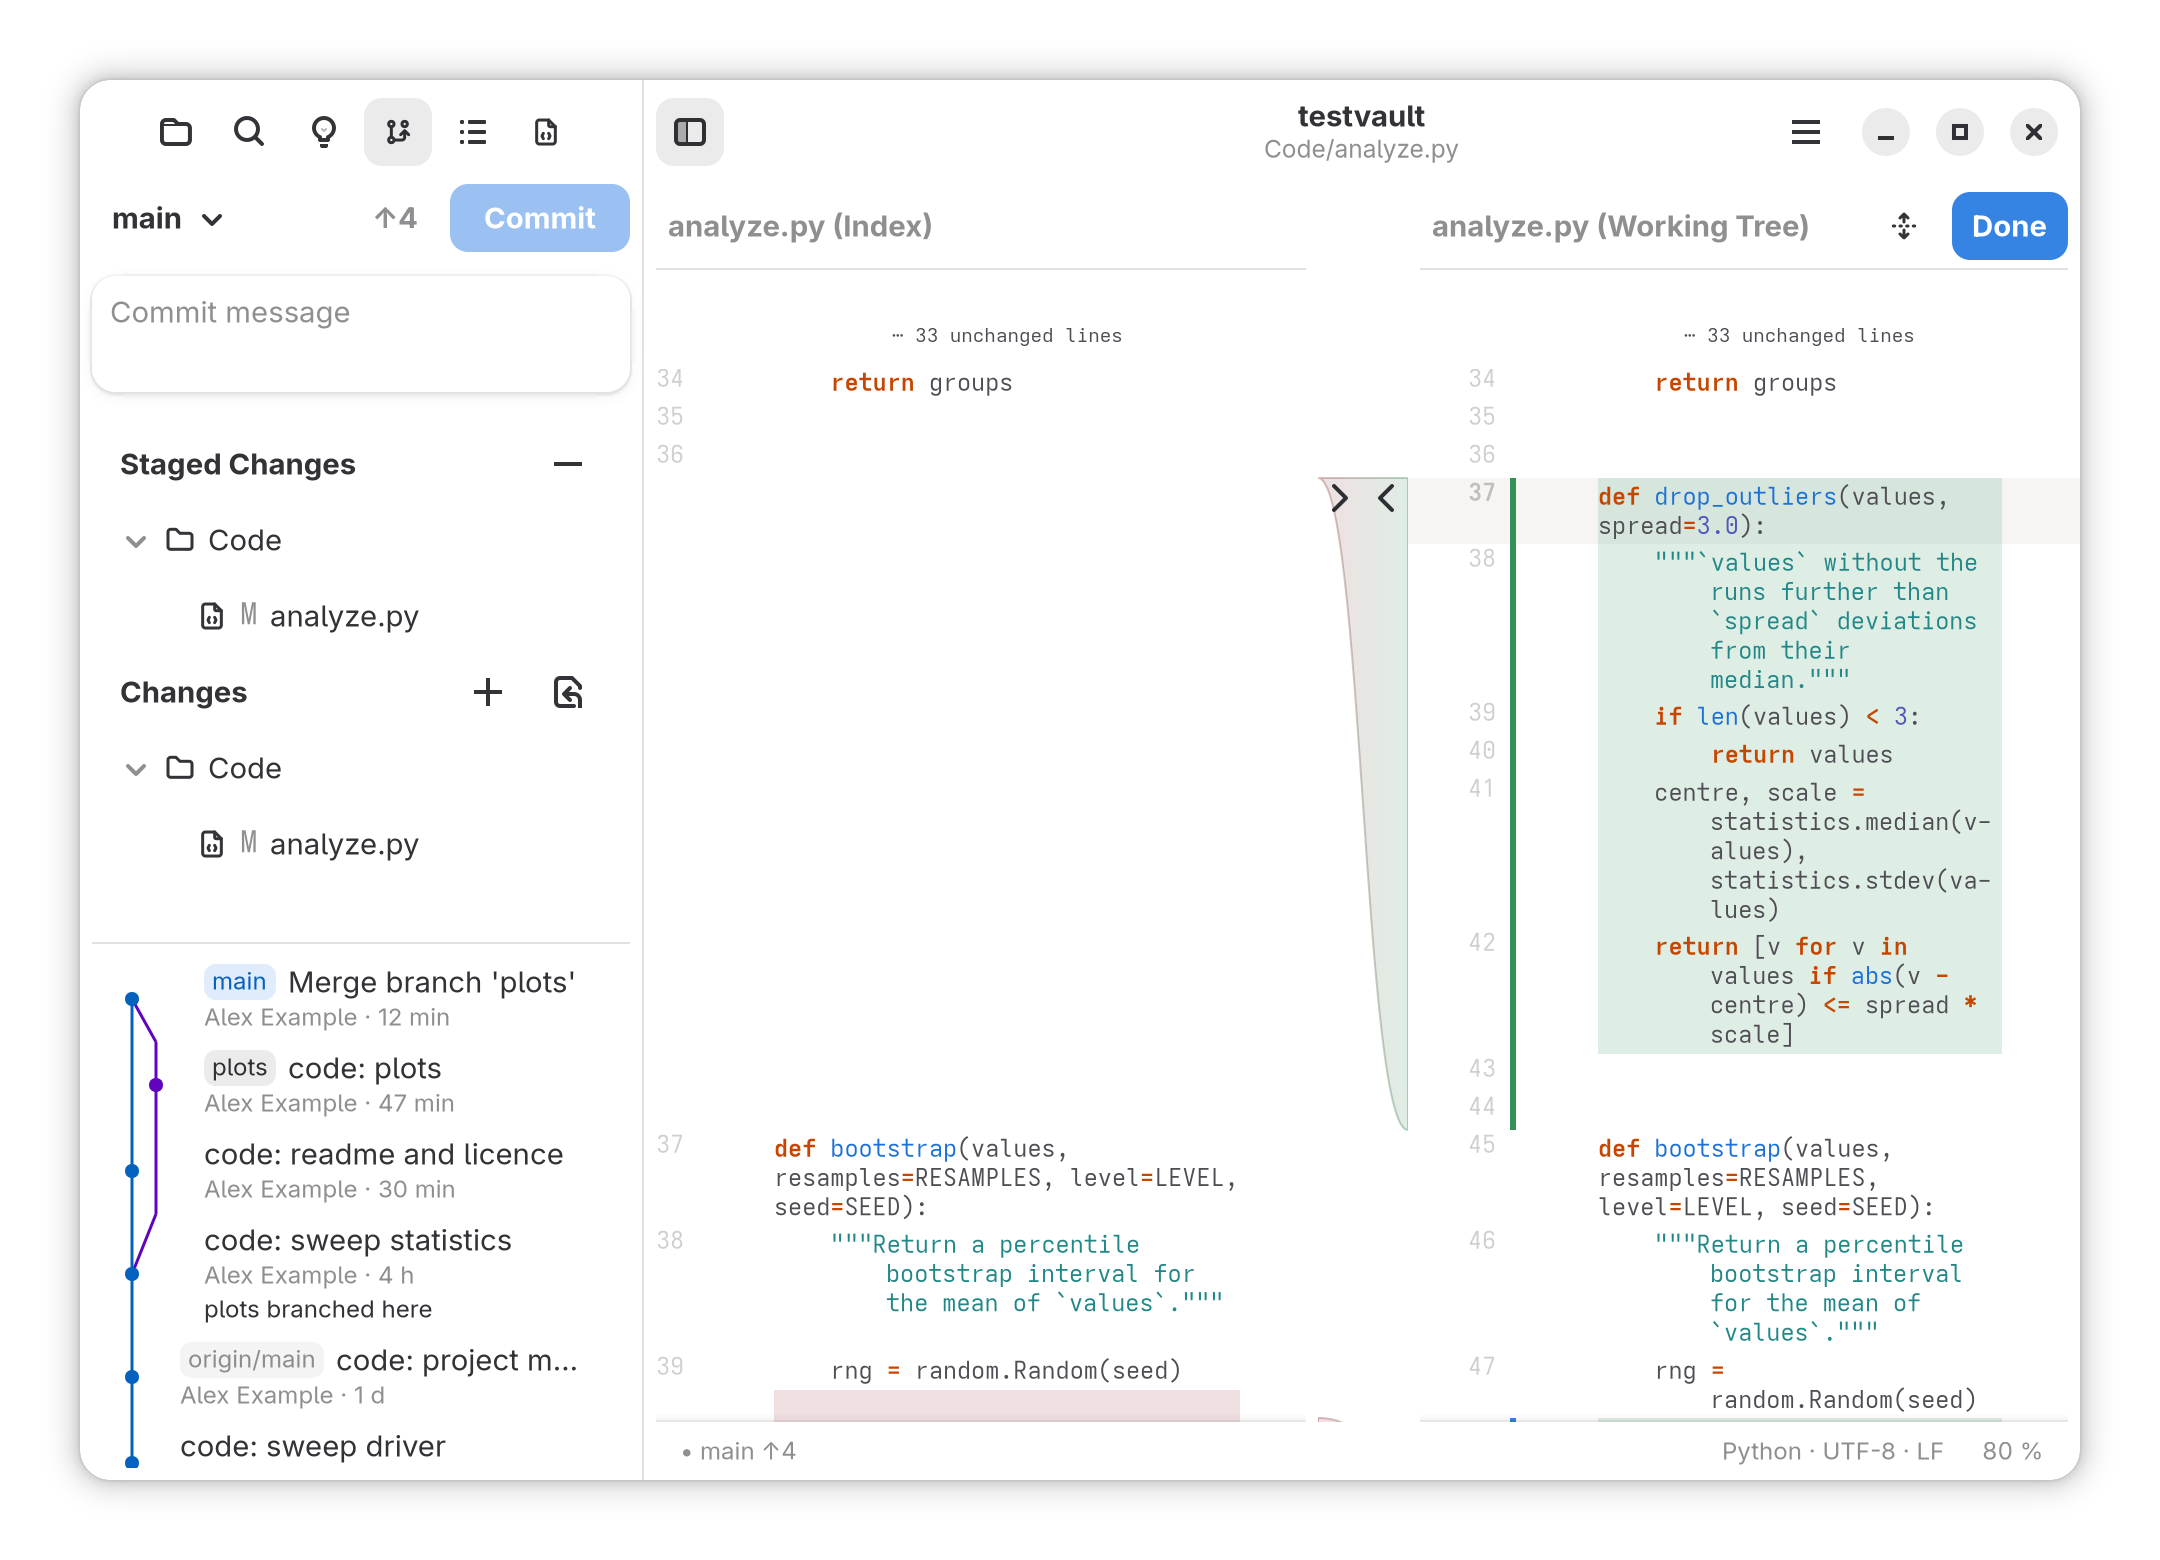 testvault
Code/analyze.py
main
↑4
Commit
Commit message
Staged Changes
Code
M analyze.py
Changes
Code
M analyze.py
main Merge branch 'plots'
Alex Example · 12 min
plots code: plots
Alex Example · 47 min
code: readme and licence
Alex Example · 30 min
code: sweep statistics
Alex Example · 4 h
plots branched here
origin/main code: project m…
Alex Example · 1 d
code: sweep driver
analyze.py (Index)
⋯ 33 unchanged lines
34 return groups
35
36
37 def bootstrap(values,
resamples=RESAMPLES, level=LEVEL,
seed=SEED):
38 """Return a percentile
bootstrap interval for
the mean of `values`."""
39 rng = random.Random(seed)
analyze.py (Working Tree)
Done
⋯ 33 unchanged lines
34 return groups
35
36
37 def drop_outliers(values,
spread=3.0):
38 """`values` without the
runs further than
`spread` deviations
from their
median."""
39 if len(values) < 3:
40 return values
41 centre, scale =
statistics.median(v-
alues),
statistics.stdev(va-
lues)
42 return [v for v in
values if abs(v -
centre) <= spread *
scale]
43
44
45 def bootstrap(values,
resamples=RESAMPLES,
level=LEVEL, seed=SEED):
46 """Return a percentile
bootstrap interval
for the mean of
`values`."""
47 rng =
random.Random(seed)
• main ↑4
Python · UTF-8 · LF
80 %